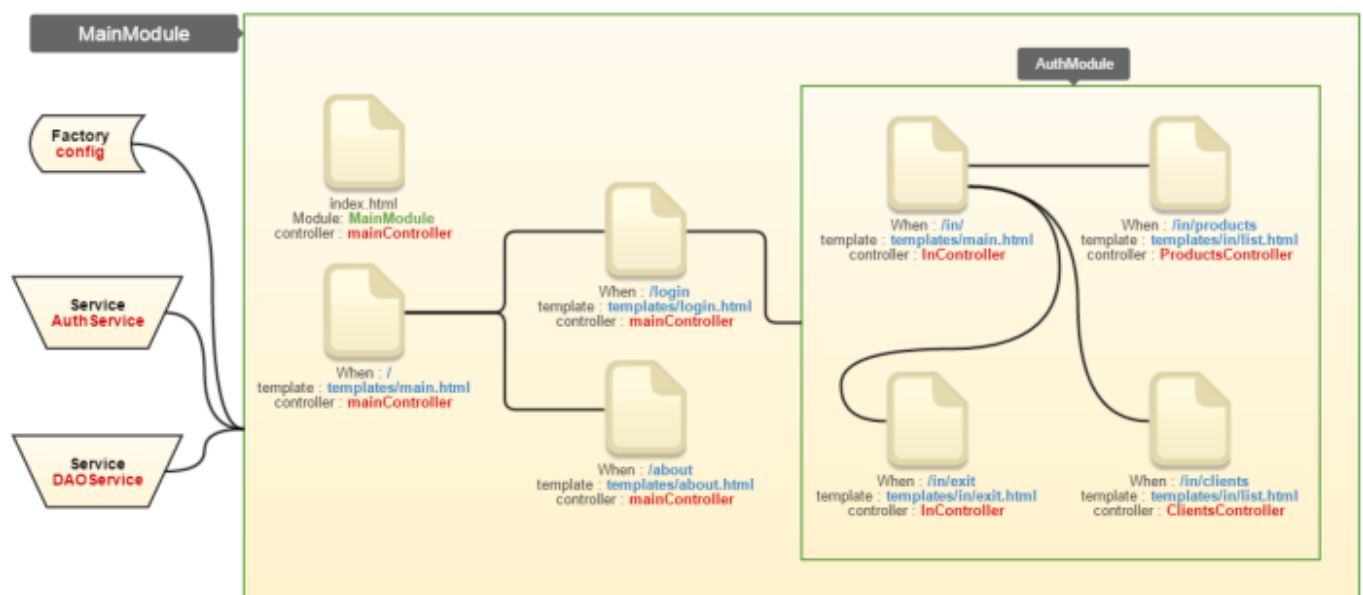 MainModule
Factory
config
Service
AuthService
Service
DAOService
index.html
Module: MainModule
controller : mainController
When : /
template : templates/main.html
controller : mainController
When : /login
template : templates/login.html
controller : mainController
When : /about
template : templates/about.html
controller : mainController
AuthModule
When : /in/
template : templates/main.html
controller : InController
When : /in/products
template : templates/in/list.html
controller : ProductsController
When : /in/exit
template : templates/in/exit.html
controller : InController
When : /in/clients
template : templates/in/list.html
controller : ClientsController